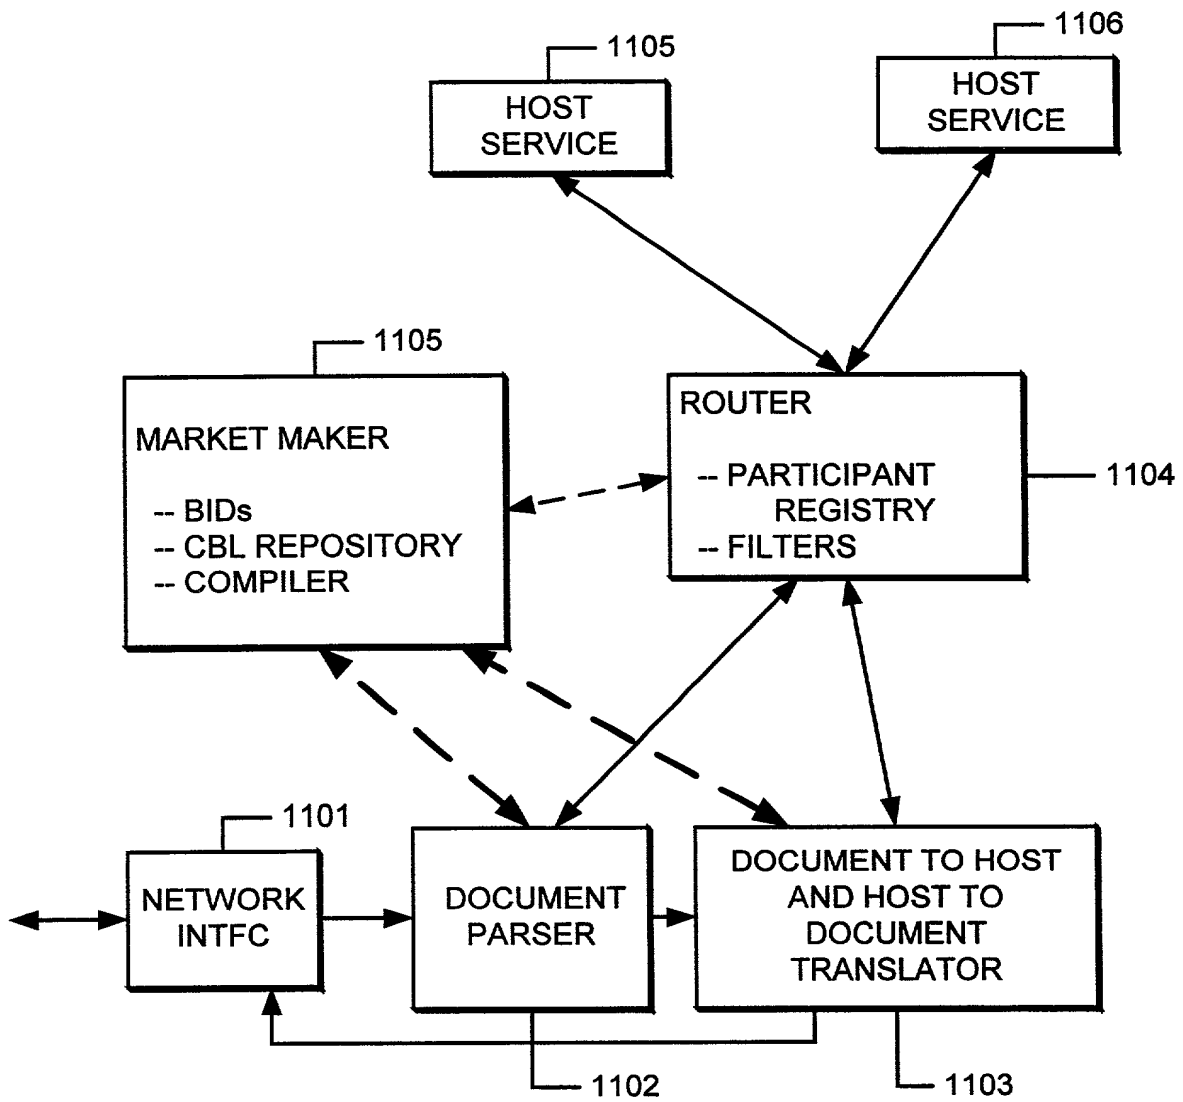 1105
HOST
SERVICE
1106
HOST
SERVICE
1105
MARKET MAKER
-- BIDs
-- CBL REPOSITORY
-- COMPILER
ROUTER
-- PARTICIPANT
REGISTRY
-- FILTERS
1104
1101
NETWORK
INTFC
DOCUMENT
PARSER
DOCUMENT TO HOST
AND HOST TO
DOCUMENT
TRANSLATOR
1102
1103